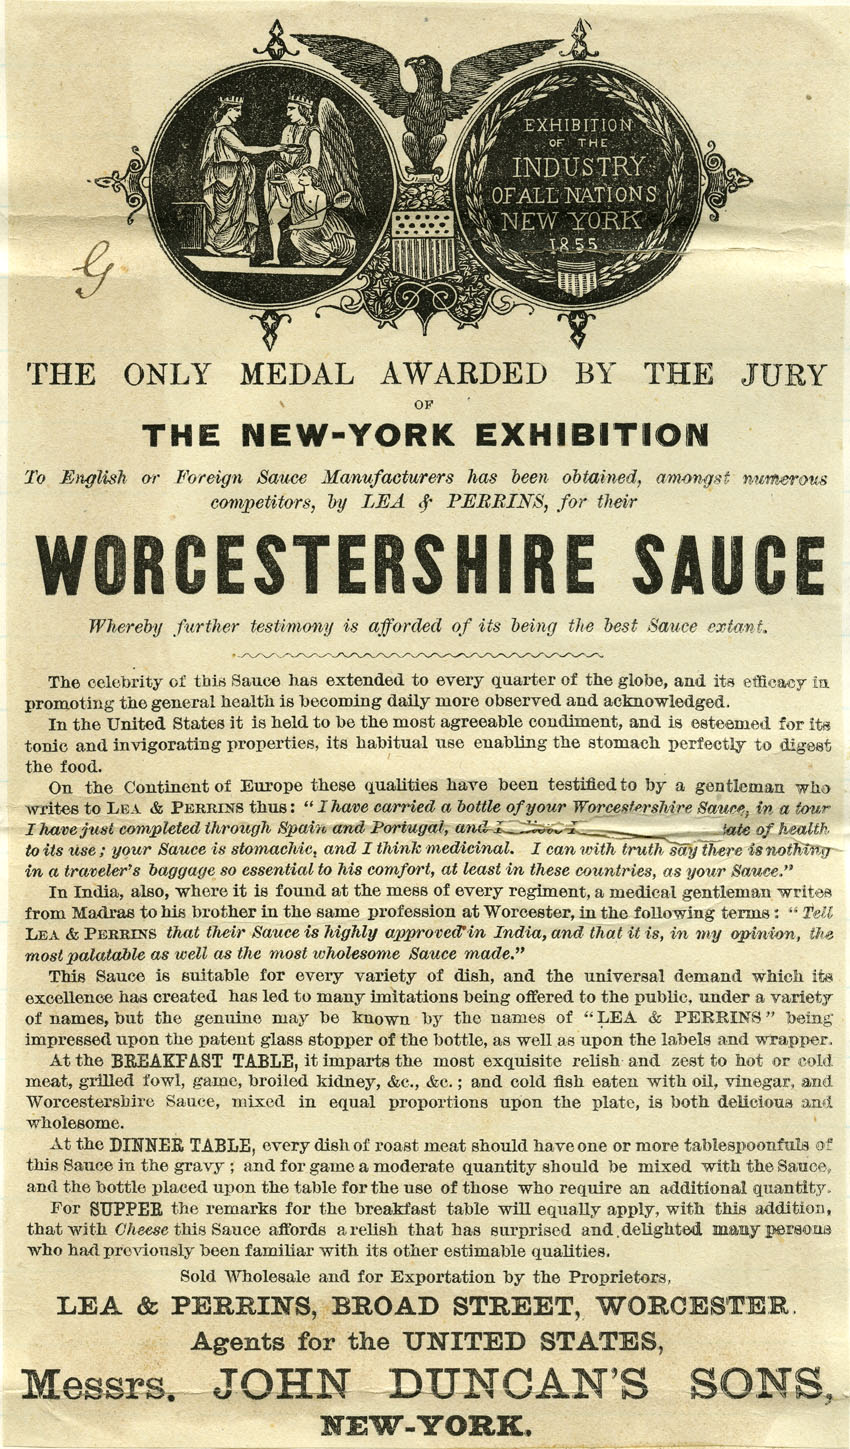 EXHIBITION
OF THE
INDUSTRY
OF ALL NATIONS
NEW YORK
1855
G
THE ONLY MEDAL AWARDED BY THE JURY
OF
THE NEW-YORK EXHIBITION
To English or Foreign Sauce Manufacturers has been obtained, amongst numerous
competitors, by LEA & PERRINS, for their
WORCESTERSHIRE SAUCE
Whereby further testimony is afforded of its being the best Sauce extant.
The celebrity of this Sauce has extended to every quarter of the globe, and its efficacy in
promoting the general health is becoming daily more observed and acknowledged.
In the United States it is held to be the most agreeable condiment, and is esteemed for its
tonic and invigorating properties, its habitual use enabling the stomach perfectly to digest
the food.
On the Continent of Europe these qualities have been testified to by a gentleman who
writes to LEA & PERRINS thus: "I have carried a bottle of your Worcestershire Sauce, in a tour
I have just completed through Spain and Portugal, and I of health
to its use; your Sauce is stomachic, and I think medicinal. I can with truth say there is nothing
in a traveler's baggage so essential to his comfort, at least in these countries, as your Sauce."
In India, also, where it is found at the mess of every regiment, a medical gentleman writes
from Madras to his brother in the same profession at Worcester, in the following terms: "Tell
LEA & PERRINS that their Sauce is highly approved in India, and that it is, in my opinion, the
most palatable as well as the most wholesome Sauce made."
This Sauce is suitable for every variety of dish, and the universal demand which its
excellence has created has led to many imitations being offered to the public, under a variety
of names, but the genuine may be known by the names of "LEA & PERRINS" being
impressed upon the patent glass stopper of the bottle, as well as upon the labels and wrapper.
At the BREAKFAST TABLE, it imparts the most exquisite relish and zest to hot or cold
meat, grilled fowl, game, broiled kidney, &c., &c.; and cold fish eaten with oil, vinegar, and
Worcestershire Sauce, mixed in equal proportions upon the plate, is both delicious and
wholesome.
At the DINNER TABLE, every dish of roast meat should have one or more tablespoonfuls of
this Sauce in the gravy; and for game a moderate quantity should be mixed with the Sauce,
and the bottle placed upon the table for the use of those who require an additional quantity.
For SUPPER the remarks for the breakfast table will equally apply, with this addition,
that with Cheese this Sauce affords a relish that has surprised and delighted many persons
who had previously been familiar with its other estimable qualities.
Sold Wholesale and for Exportation by the Proprietors,
LEA & PERRINS, BROAD STREET, WORCESTER.
Agents for the UNITED STATES,
Messrs. JOHN DUNCAN'S SONS,
NEW-YORK.